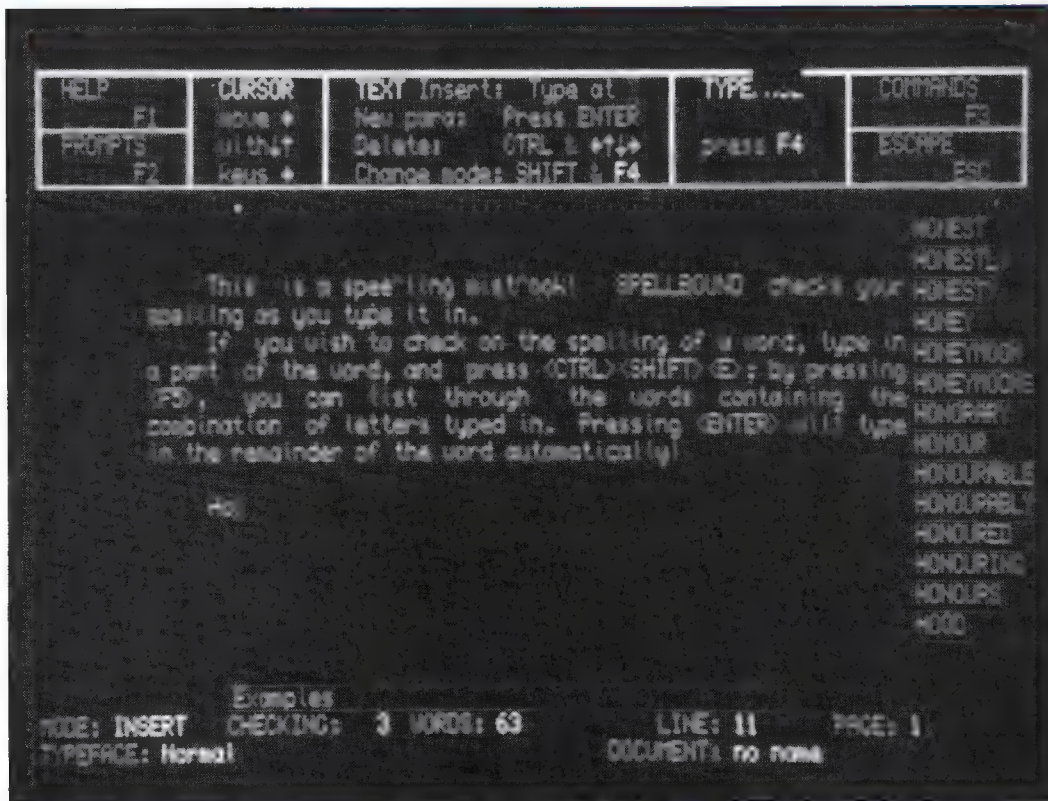 HELP
F1
PROMPTS
F2
CURSOR
move
with
keys
TEXT Insert: Type at
New para: Press ENTER
Delete: CTRL &
Change mode: SHIFT & F4
press F4
COMMANDS
F3
ESCAPE
ESC
This is a speerling mistrook! SPELLBOUND checks your
spelling as you type it in.
If you wish to check on the spelling of a word, type in
a part of the word, and press <CTRL><SHIFT><E>; by pressing
<F5>, you can list through the words containing the
combination of letters typed in. Pressing <ENTER> will type
in the remainder of the word automatically!
Ho
HONEST
HONESTL
HONESTY
HONEY
HONEYMOON
HONEYMOONE
HONORARY
HONOUR
HONOURABLE
HONOURABLY
HONOURED
HONOURING
HONOURS
HOOD
Examples
MODE: INSERT CHECKING: 3 WORDS: 63 LINE: 11 PAGE: 1
TYPEFACE: Normal DOCUMENT: no name